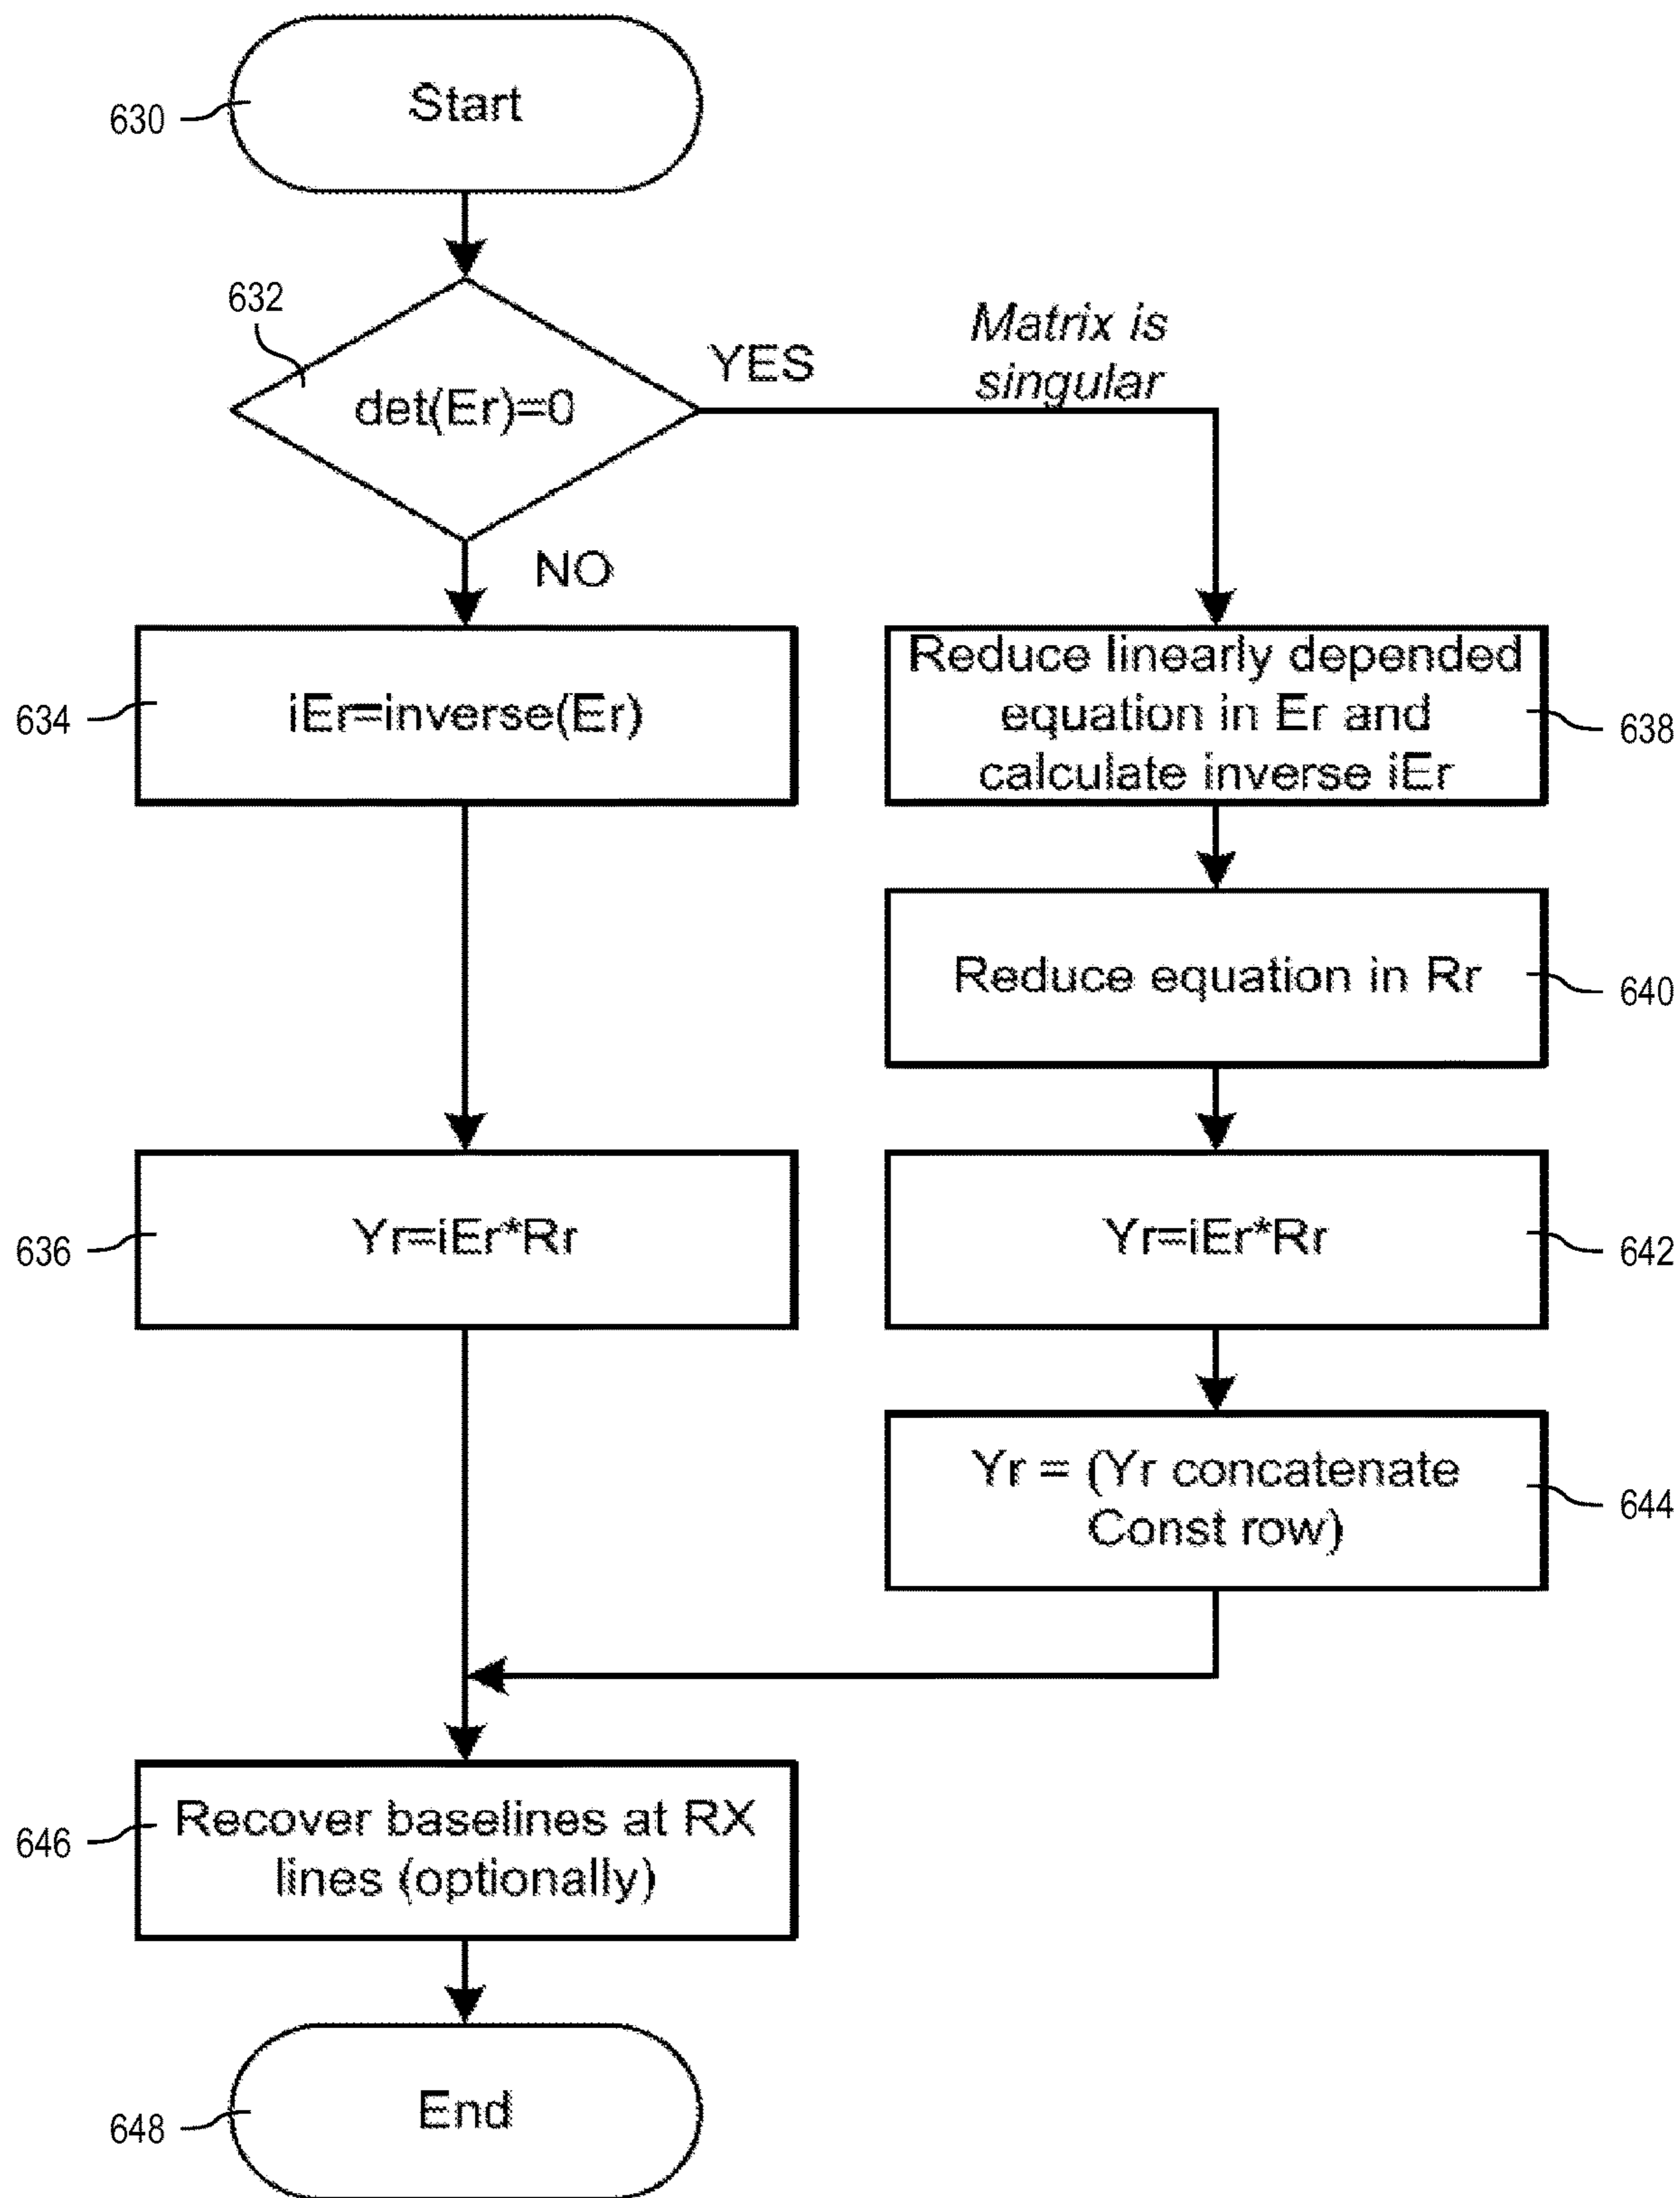 Start
630
632
det(Er)=0
YES
Matrix is
singular
NO
iEr=inverse(Er)
634
Reduce linearly depended
equation in Er and
calculate inverse iEr
638
Reduce equation in Rr
640
Yr=iEr*Rr
636
Yr=iEr*Rr
642
Yr = (Yr concatenate
Const row)
644
Recover baselines at RX
lines (optionally)
646
End
648